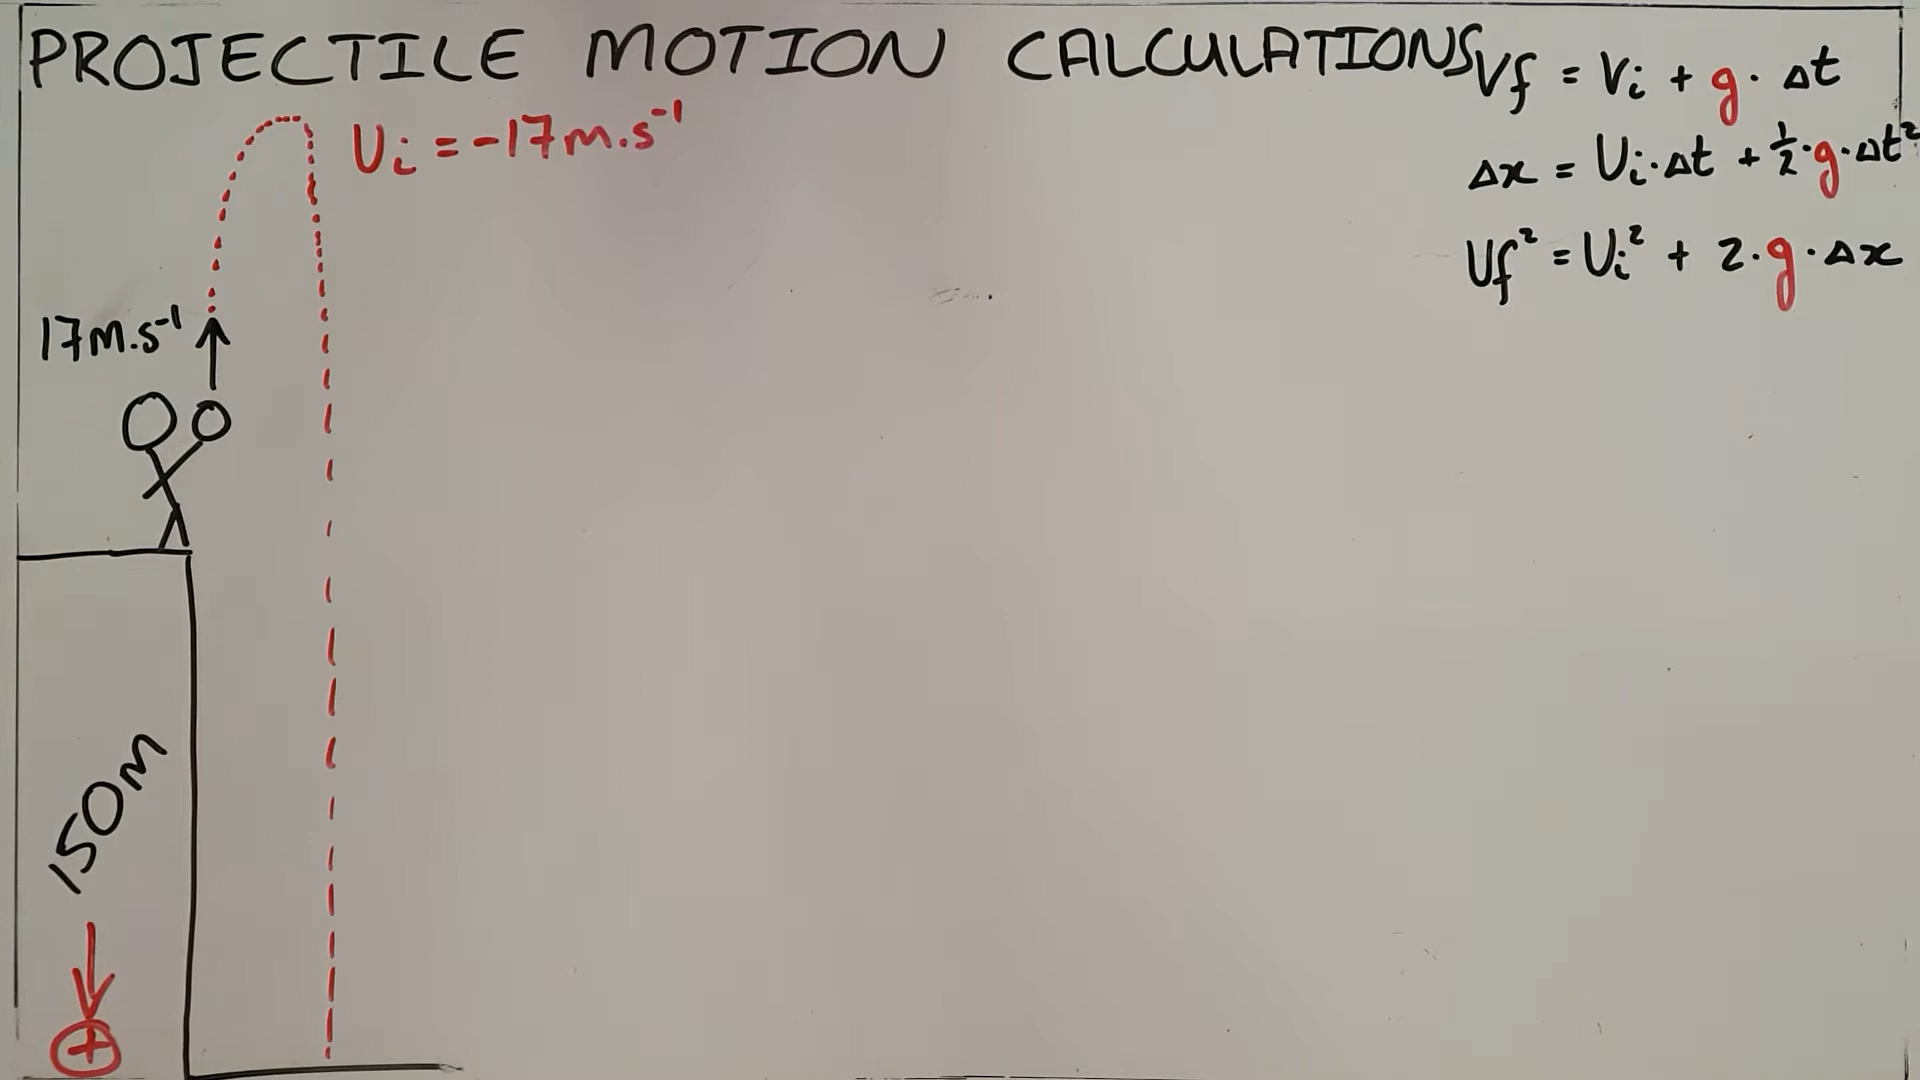 PROJECTILE MOTION CALCULATIONS
Vf = Vi + g · Δt
Vi = -17m.s⁻¹
Δx = Vi·Δt + ½·g·Δt²
Vf² = Vi² + 2·g·Δx
17m.s⁻¹
150m
+